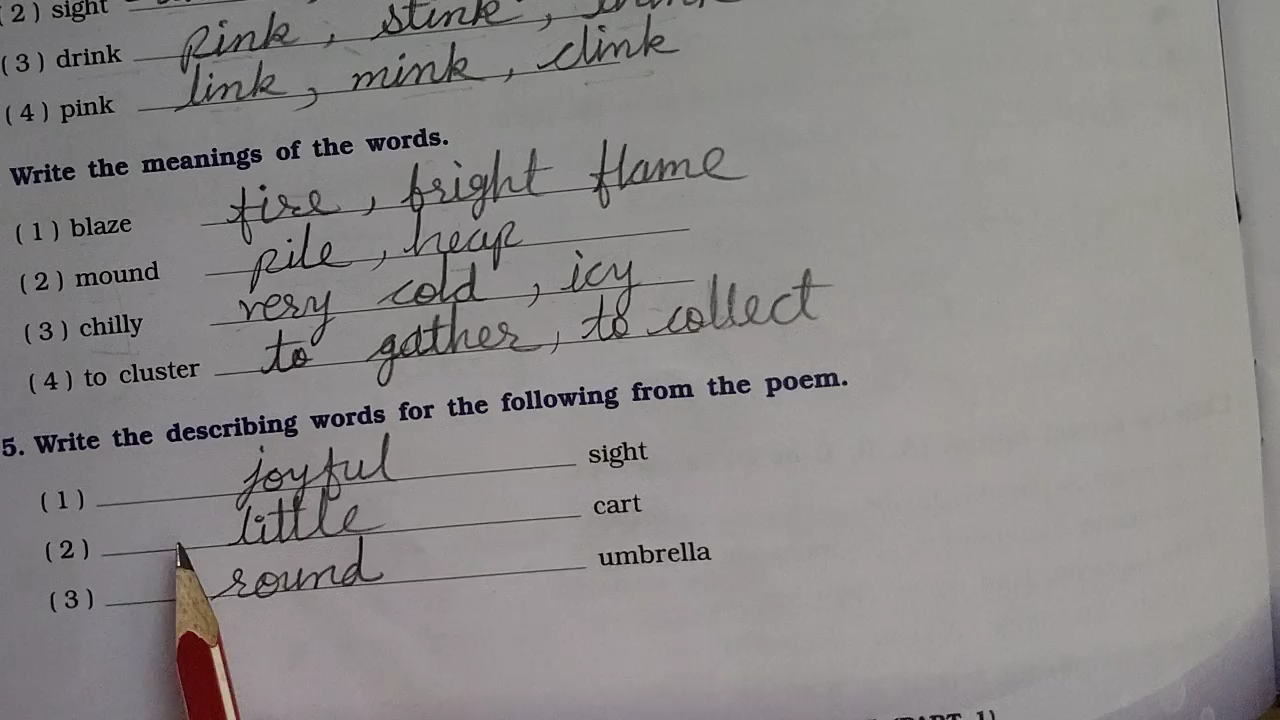 (2) sight
(3) drink pink, stink,
(4) pink link, mink, clink
Write the meanings of the words.
(1) blaze fire, bright flame
(2) mound pile, heap
(3) chilly very cold, icy
(4) to cluster to gather, to collect
5. Write the describing words for the following from the poem.
(1) joyful sight
(2) little cart
(3) round umbrella
(PART 1)